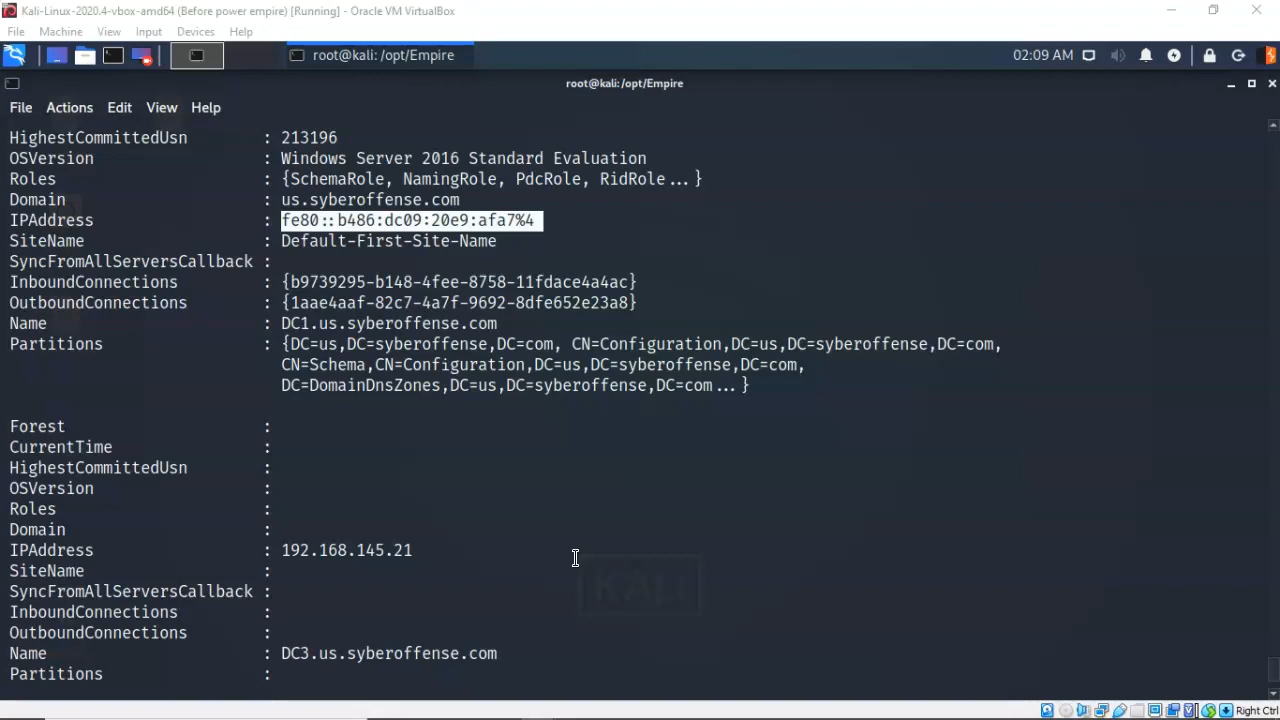 Kali-Linux-2020.4-vbox-amd64 (Before power empire) [Running] - Oracle VM VirtualBox
File Machine View Input Devices Help
root@kali: /opt/Empire
02:09 AM
root@kali: /opt/Empire
File Actions Edit View Help
HighestCommittedUsn : 213196
OSVersion : Windows Server 2016 Standard Evaluation
Roles : {SchemaRole, NamingRole, PdcRole, RidRole...}
Domain : us.syberoffense.com
IPAddress : fe80::b486:dc09:20e9:afa7%4
SiteName : Default-First-Site-Name
SyncFromAllServersCallback :
InboundConnections : {b9739295-b148-4fee-8758-11fdace4a4ac}
OutboundConnections : {1aae4aaf-82c7-4a7f-9692-8dfe652e23a8}
Name : DC1.us.syberoffense.com
Partitions : {DC=us,DC=syberoffense,DC=com, CN=Configuration,DC=us,DC=syberoffense,DC=com,
CN=Schema,CN=Configuration,DC=us,DC=syberoffense,DC=com,
DC=DomainDnsZones,DC=us,DC=syberoffense,DC=com...}
Forest :
CurrentTime :
HighestCommittedUsn :
OSVersion :
Roles :
Domain :
IPAddress : 192.168.145.21
SiteName :
SyncFromAllServersCallback :
InboundConnections :
OutboundConnections :
Name : DC3.us.syberoffense.com
Partitions :
KALI
Right Ctrl